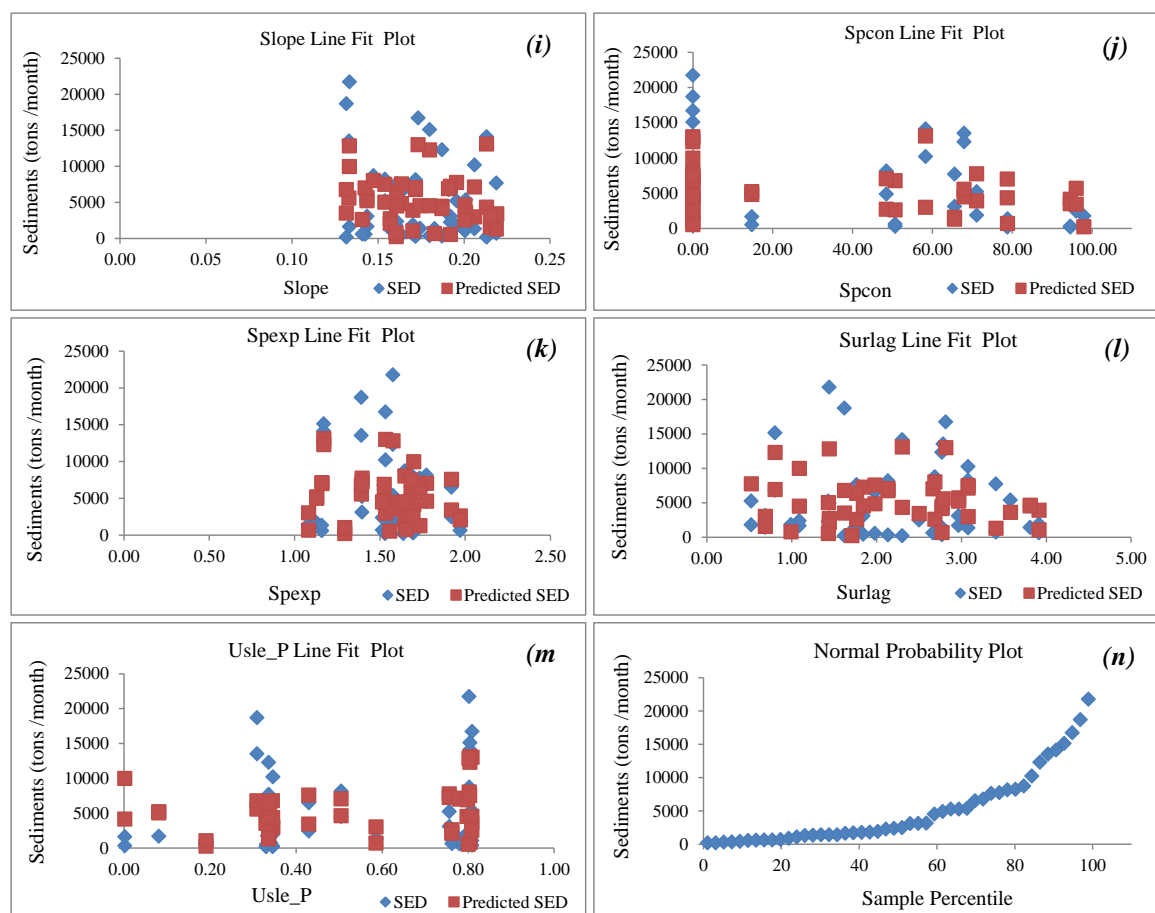 Slope Line Fit Plot
(i)
Sediments (tons /month)
25000
20000
15000
10000
5000
0
0.00 0.05 0.10 0.15 0.20 0.25
Slope
SED Predicted SED
Spcon Line Fit Plot
(j)
Sediments (tons /month)
25000
20000
15000
10000
5000
0
0.00 20.00 40.00 60.00 80.00 100.00
Spcon
SED Predicted SED
Spexp Line Fit Plot
(k)
Sediments (tons /month)
25000
20000
15000
10000
5000
0
0.00 0.50 1.00 1.50 2.00 2.50
Spexp
SED Predicted SED
Surlag Line Fit Plot
(l)
Sediments (tons /month)
25000
20000
15000
10000
5000
0
0.00 1.00 2.00 3.00 4.00 5.00
Surlag
SED Predicted SED
Usle_P Line Fit Plot
(m
Sediments (tons /month)
25000
20000
15000
10000
5000
0
0.00 0.20 0.40 0.60 0.80 1.00
Usle_P
SED Predicted SED
Normal Probability Plot
(n)
Sediments (tons /month)
25000
20000
15000
10000
5000
0
0 20 40 60 80 100
Sample Percentile